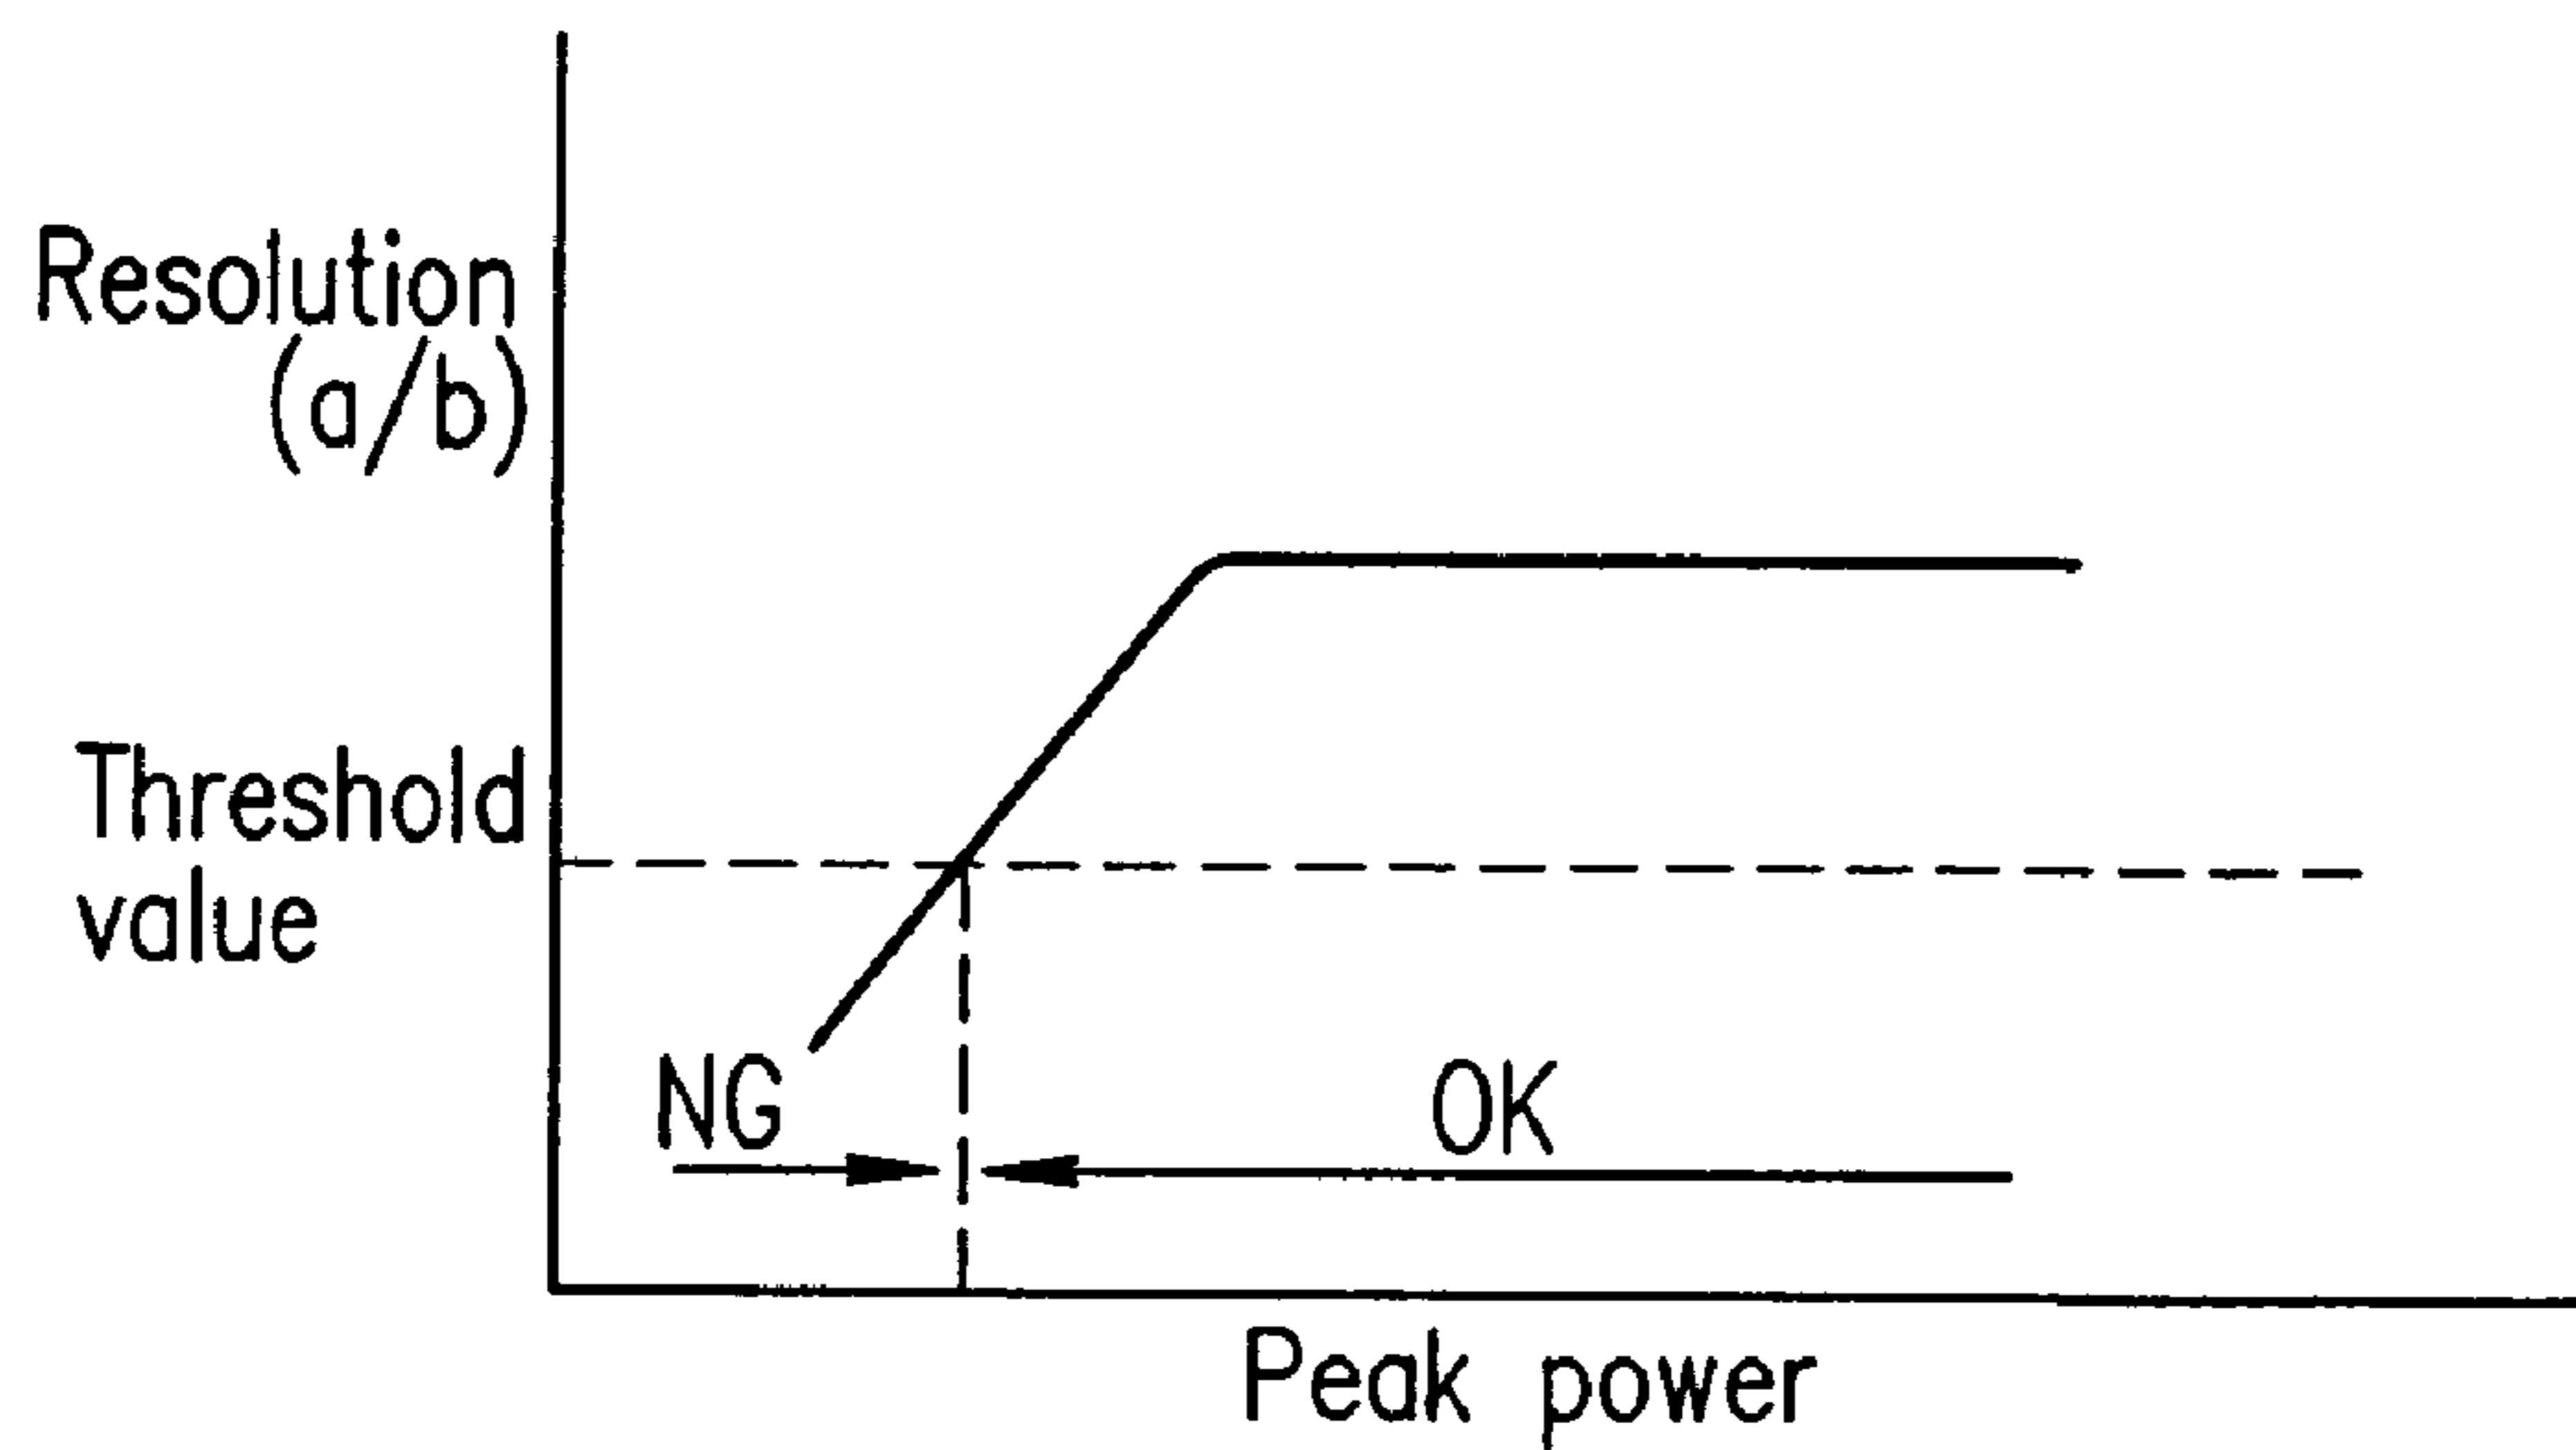 Resolution
(a/b)
Threshold
value
NG
OK
Peak power